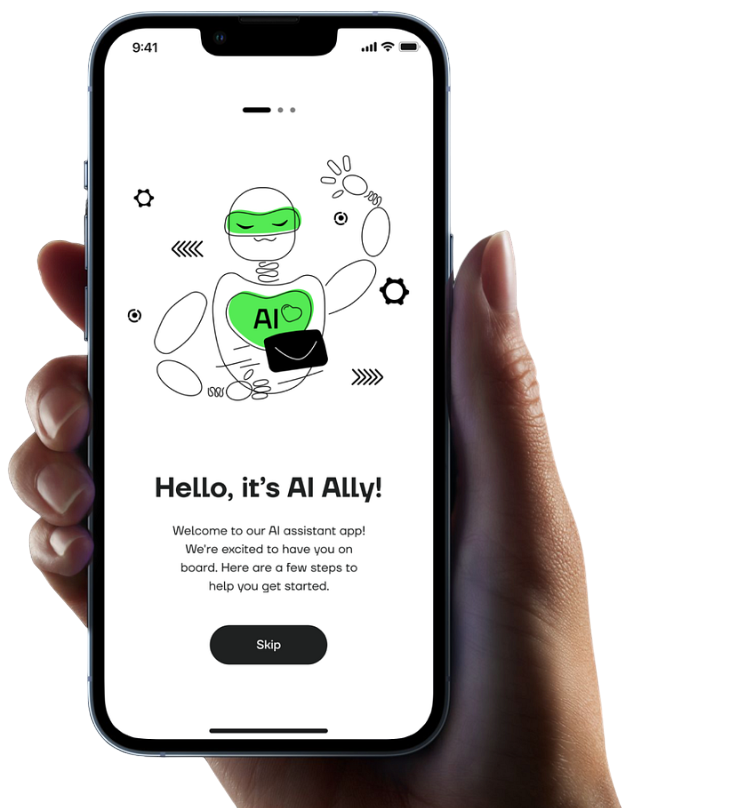 9:41
AI
Hello, it's AI Ally!
Welcome to our AI assistant app!
We're excited to have you on
board. Here are a few steps to
help you get started.
Skip